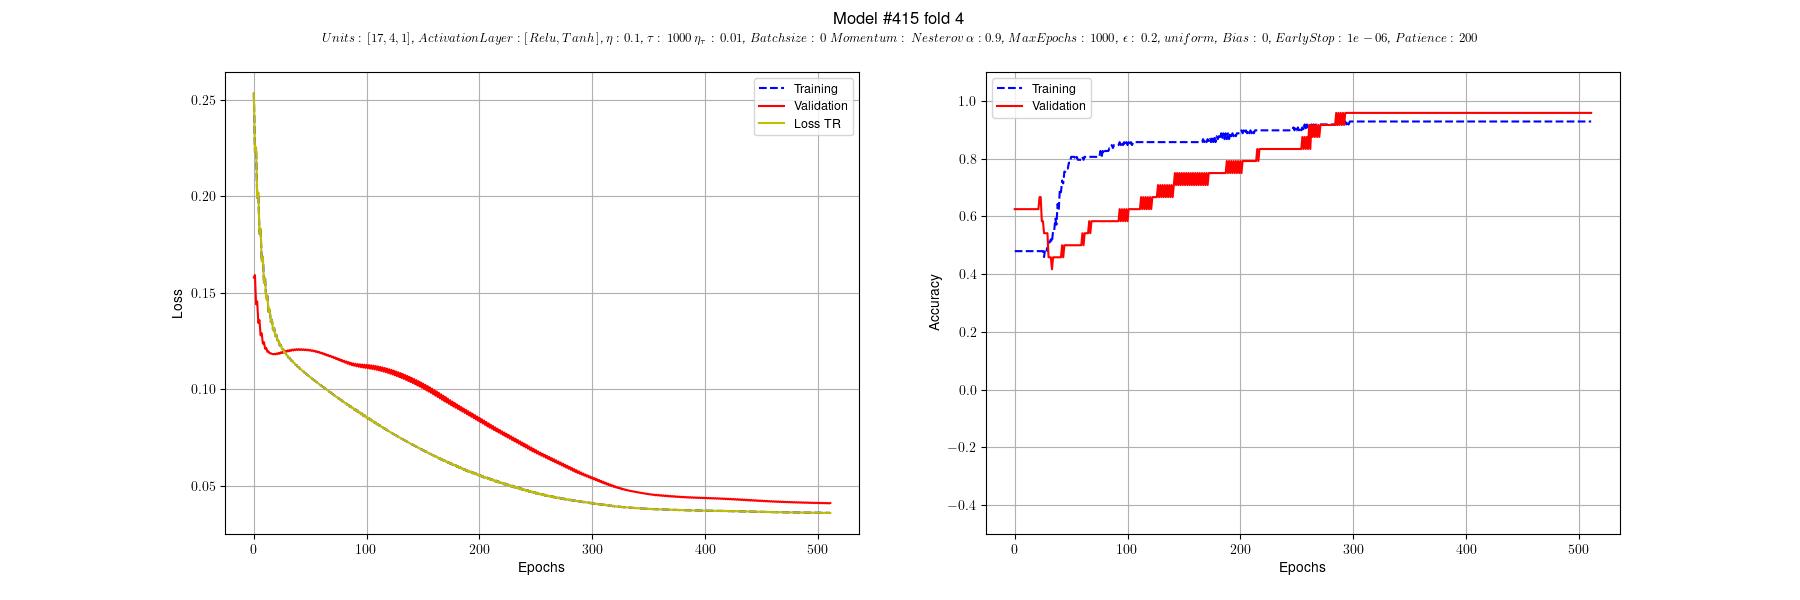 Model #415 fold 4
Units : [17, 4, 1], ActivationLayer : [Relu, Tanh], η : 0.1, τ : 1000 ητ : 0.01, Batchsize : 0 Momentum : Nesterov α : 0.9, MaxEpochs : 1000, ϵ : 0.2, uniform, Bias : 0, EarlyStop : 1e − 06, Patience : 200
Training
Validation
Loss TR
0.25
0.20
0.15
0.10
0.05
Loss
0 100 200 300 400 500
Epochs
Training
Validation
1.0
0.8
0.6
0.4
0.2
0.0
−0.2
−0.4
Accuracy
0 100 200 300 400 500
Epochs